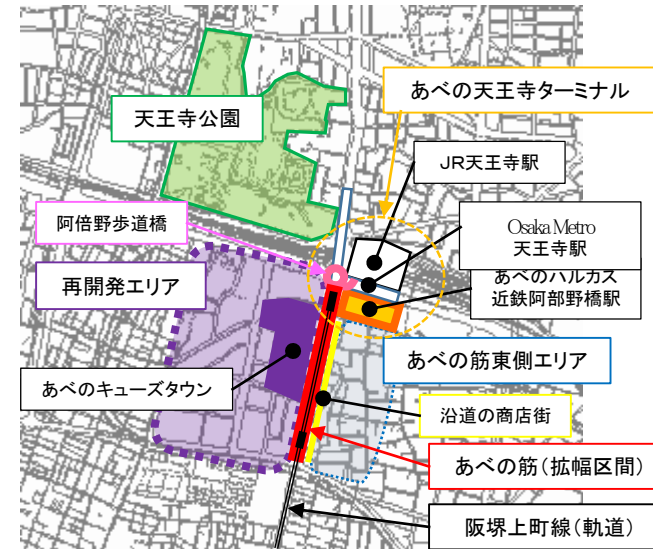 あべの天王寺ターミナル
天王寺公園
JR天王寺駅
阿倍野歩道橋
Osaka Metro
天王寺駅
再開発エリア
あべのハルカス
近鉄阿部野橋駅
あべの筋東側エリア
あべのキューズタウン
沿道の商店街
あべの筋（拡幅区間）
阪堺上町線（軌道）